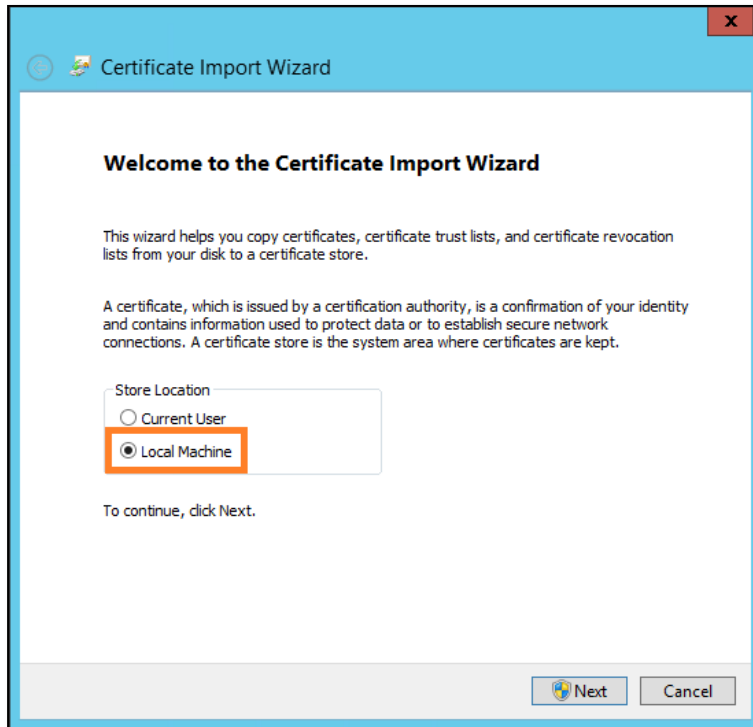 x
Certificate Import Wizard
Welcome to the Certificate Import Wizard
This wizard helps you copy certificates, certificate trust lists, and certificate revocation
lists from your disk to a certificate store.
A certificate, which is issued by a certification authority, is a confirmation of your identity
and contains information used to protect data or to establish secure network
connections. A certificate store is the system area where certificates are kept.
Store Location
Current User
Local Machine
To continue, click Next.
Next Cancel